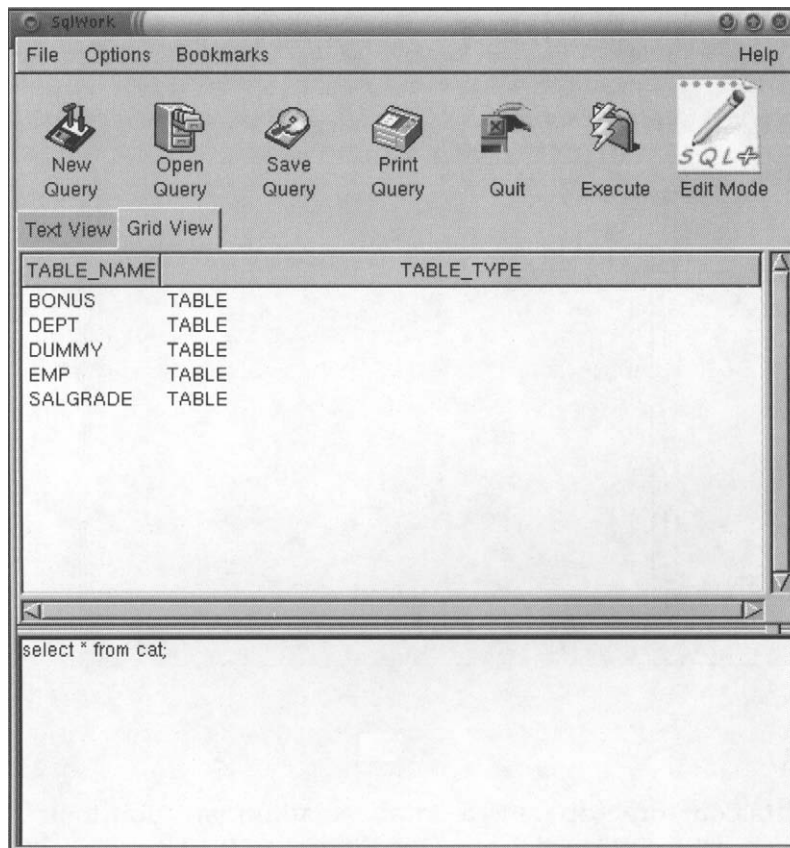 SqlWork
File Options Bookmarks Help
New Query
Open Query
Save Query
Print Query
Quit
Execute
SQL+
Edit Mode
Text View Grid View
TABLE_NAME TABLE_TYPE
BONUS TABLE
DEPT TABLE
DUMMY TABLE
EMP TABLE
SALGRADE TABLE
select * from cat;